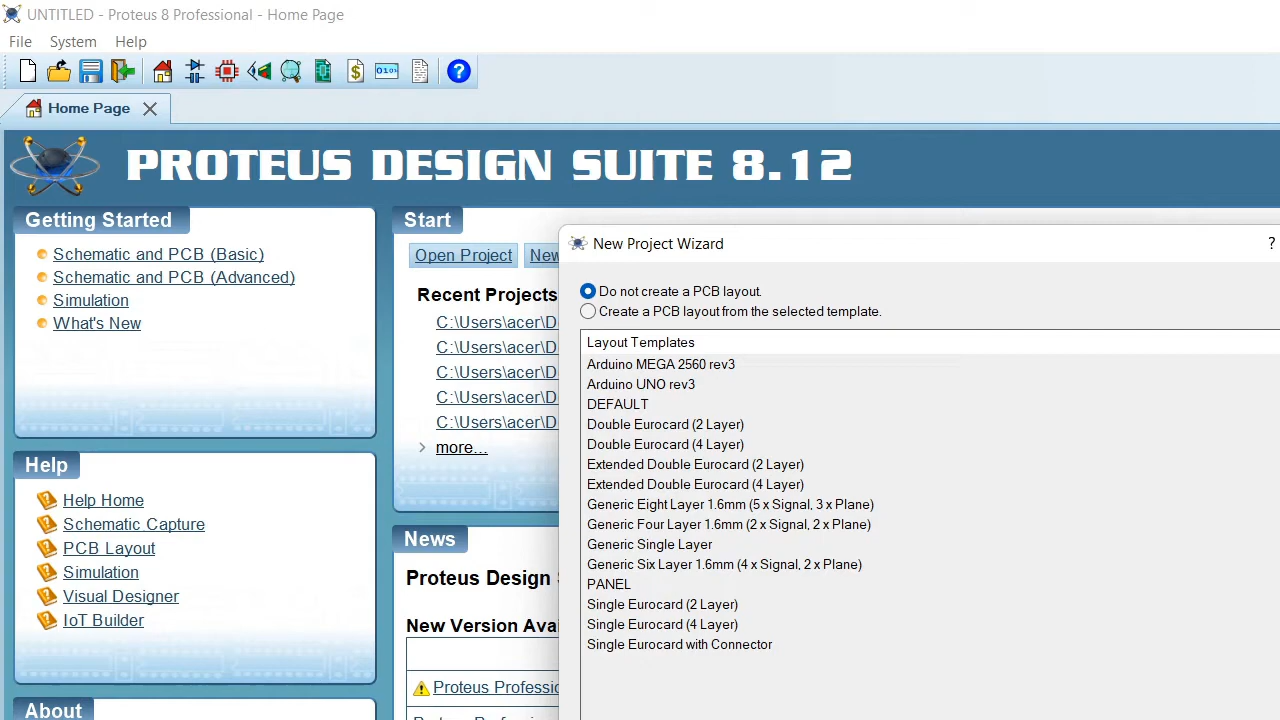 UNTITLED - Proteus 8 Professional - Home Page
File System Help
Home Page
PROTEUS DESIGN SUITE 8.12
Getting Started
Schematic and PCB (Basic)
Schematic and PCB (Advanced)
Simulation
What's New
Help
Help Home
Schematic Capture
PCB Layout
Simulation
Visual Designer
IoT Builder
About
Start
Open Project New
Recent Projects
C:\Users\acer\D
C:\Users\acer\D
C:\Users\acer\D
C:\Users\acer\D
C:\Users\acer\D
more...
News
Proteus Design
New Version Avai
Proteus Professio
New Project Wizard
?
Do not create a PCB layout.
Create a PCB layout from the selected template.
Layout Templates
Arduino MEGA 2560 rev3
Arduino UNO rev3
DEFAULT
Double Eurocard (2 Layer)
Double Eurocard (4 Layer)
Extended Double Eurocard (2 Layer)
Extended Double Eurocard (4 Layer)
Generic Eight Layer 1.6mm (5 x Signal, 3 x Plane)
Generic Four Layer 1.6mm (2 x Signal, 2 x Plane)
Generic Single Layer
Generic Six Layer 1.6mm (4 x Signal, 2 x Plane)
PANEL
Single Eurocard (2 Layer)
Single Eurocard (4 Layer)
Single Eurocard with Connector